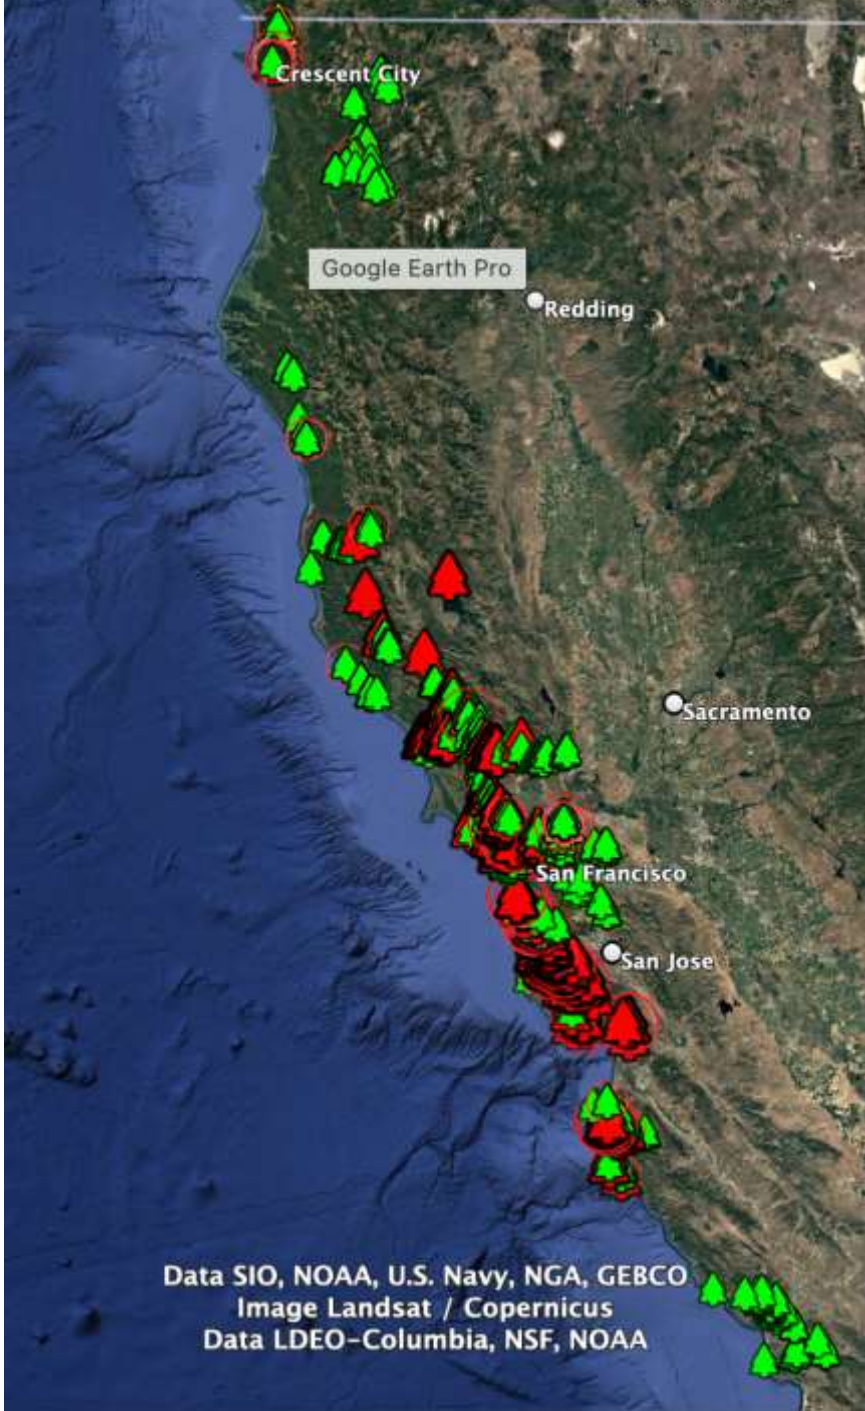 Crescent City
Google Earth Pro
Redding
Sacramento
San Francisco
San Jose
Data SIO, NOAA, U.S. Navy, NGA, GEBCO
Image Landsat / Copernicus
Data LDEO-Columbia, NSF, NOAA